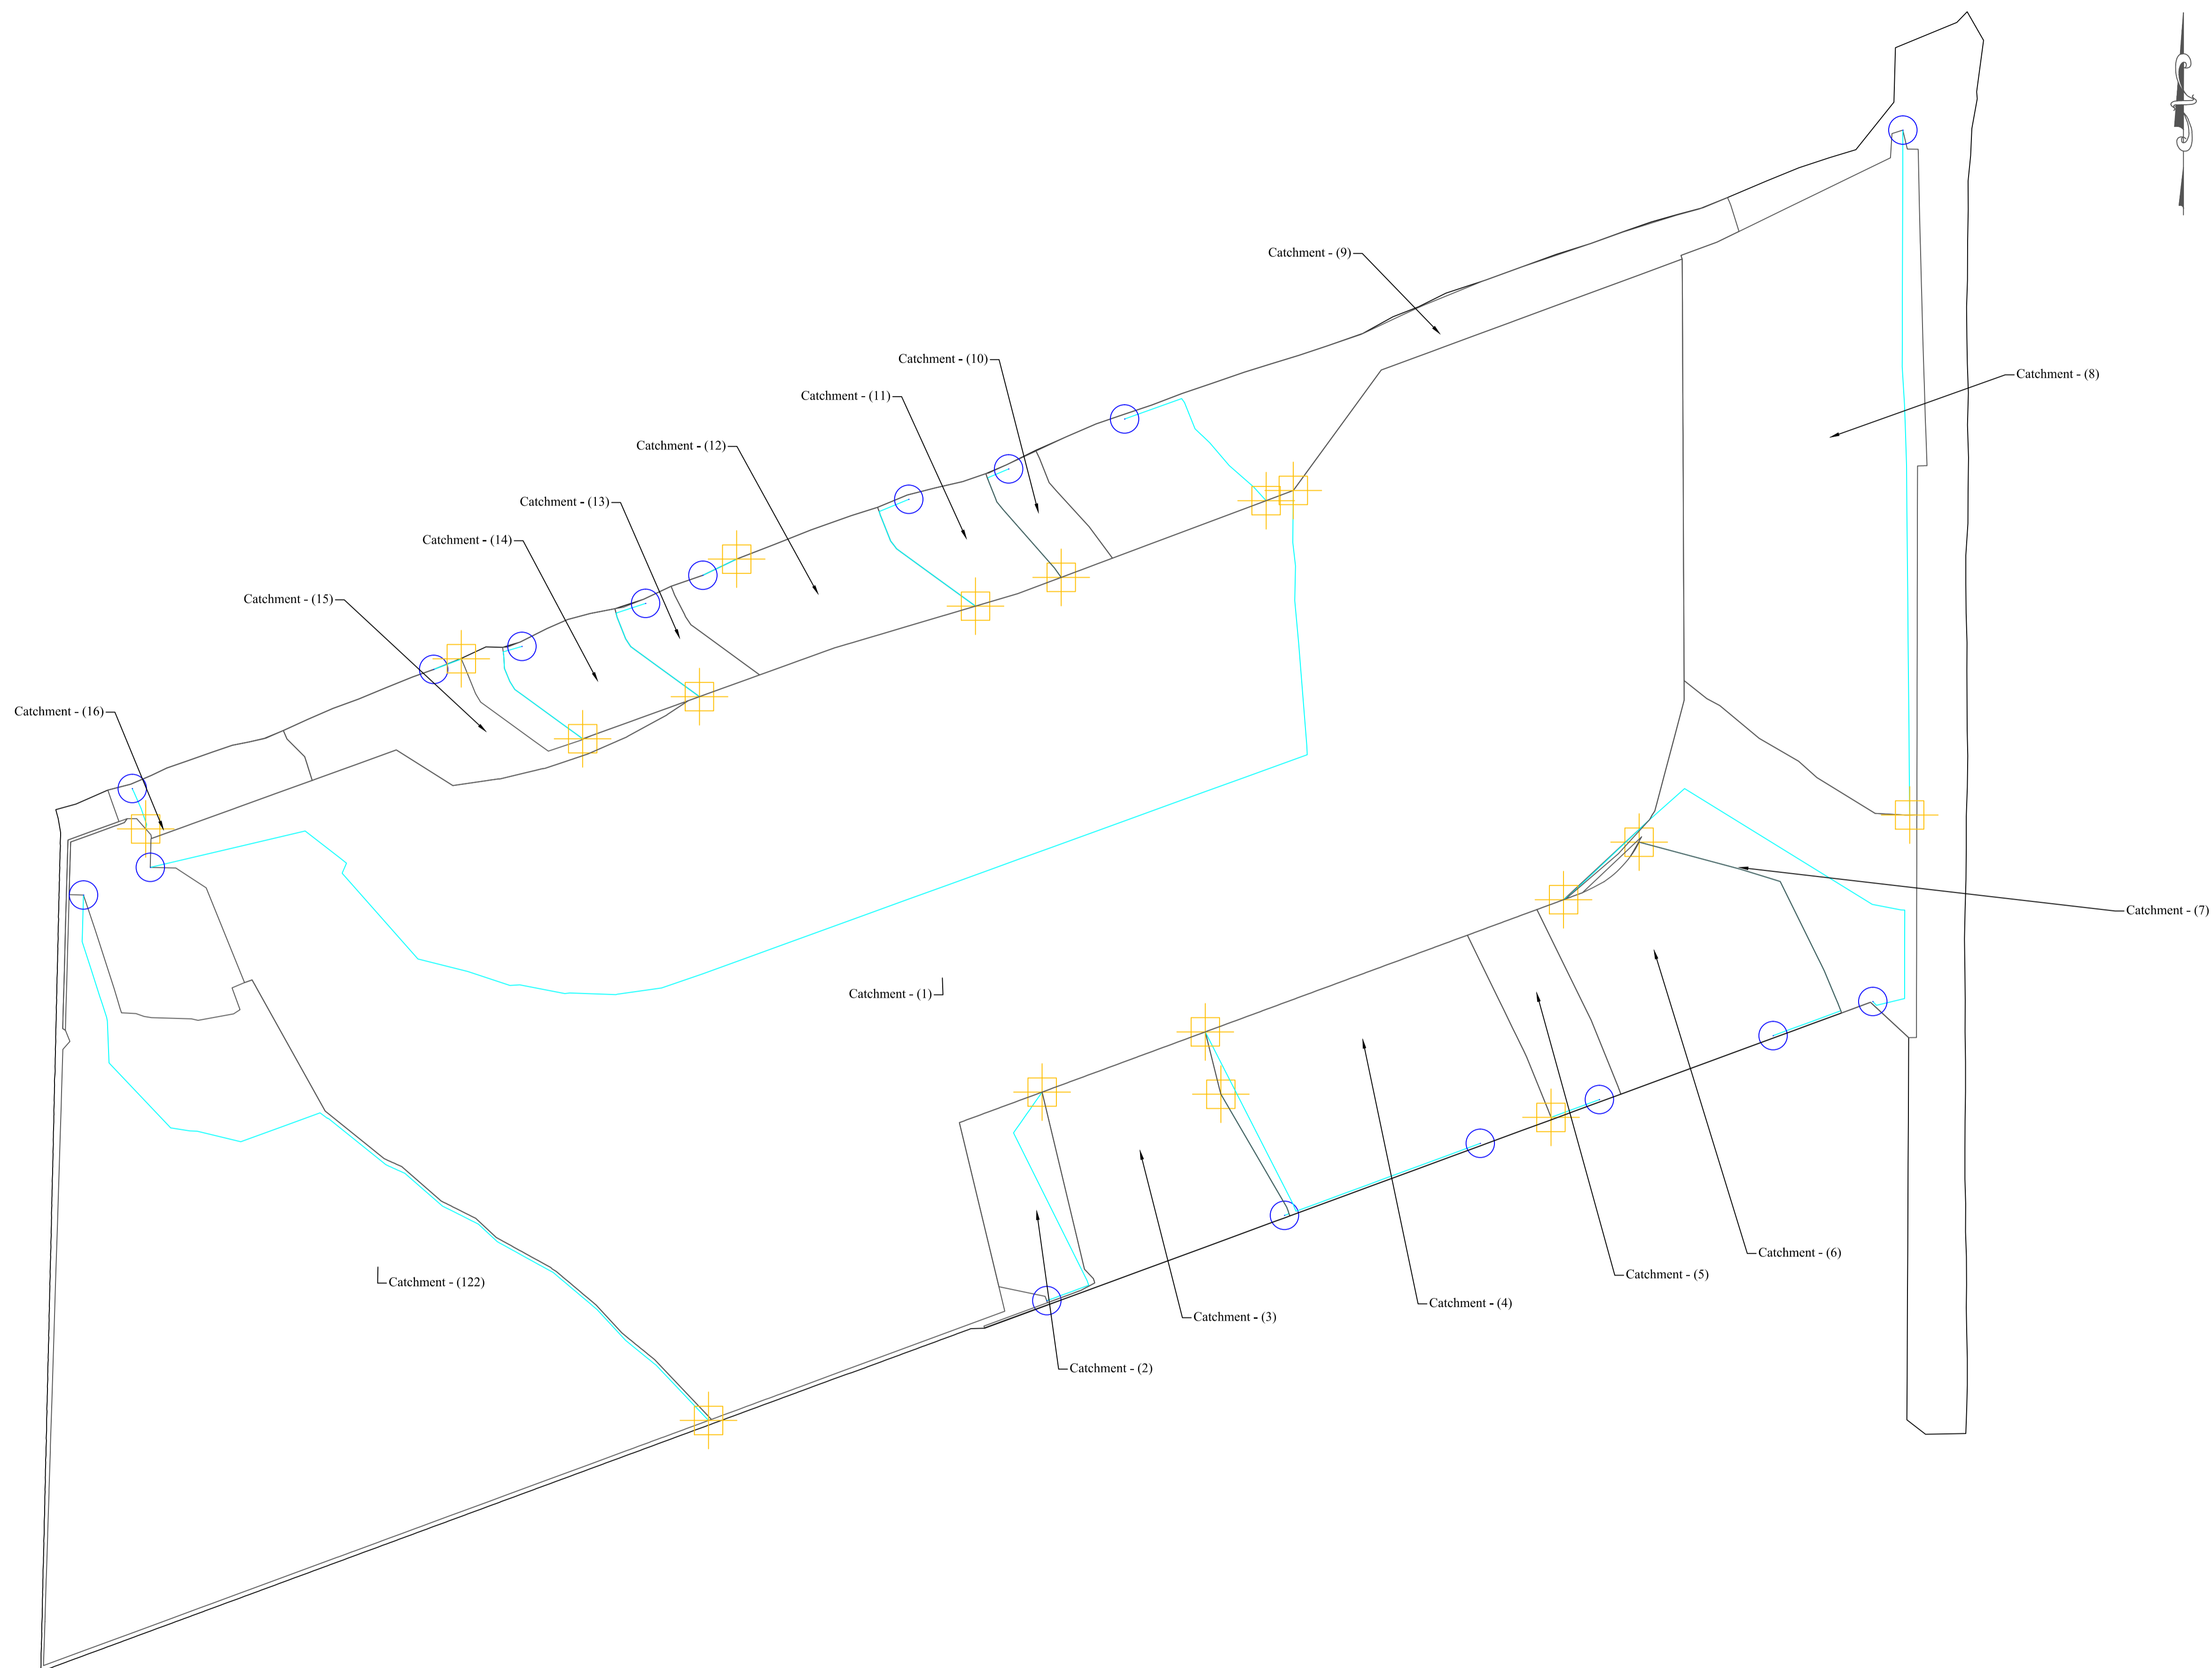 Catchment - (9)
Catchment - (10)
Catchment - (8)
Catchment - (11)
Catchment - (12)
Catchment - (13)
Catchment - (14)
Catchment - (15)
Catchment - (16)
Catchment - (7)
Catchment - (1)
Catchment - (6)
Catchment - (5)
Catchment - (122)
Catchment - (4)
Catchment - (3)
Catchment - (2)